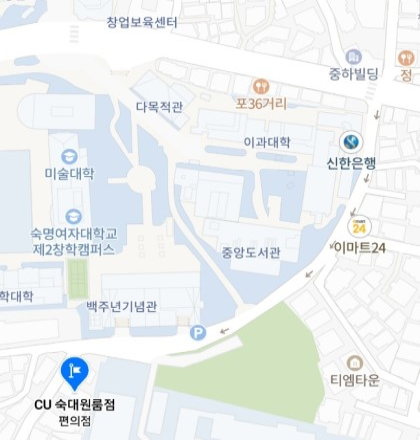 창업보육센터
중하빌딩
정
다목적관
포36거리
이과대학
신한은행
미술대학
숙명여자대학교
제2창학캠퍼스
24
이마트24
중앙도서관
학대학
백주년기념관
P
티엠타운
CU 숙대원룸점
편의점